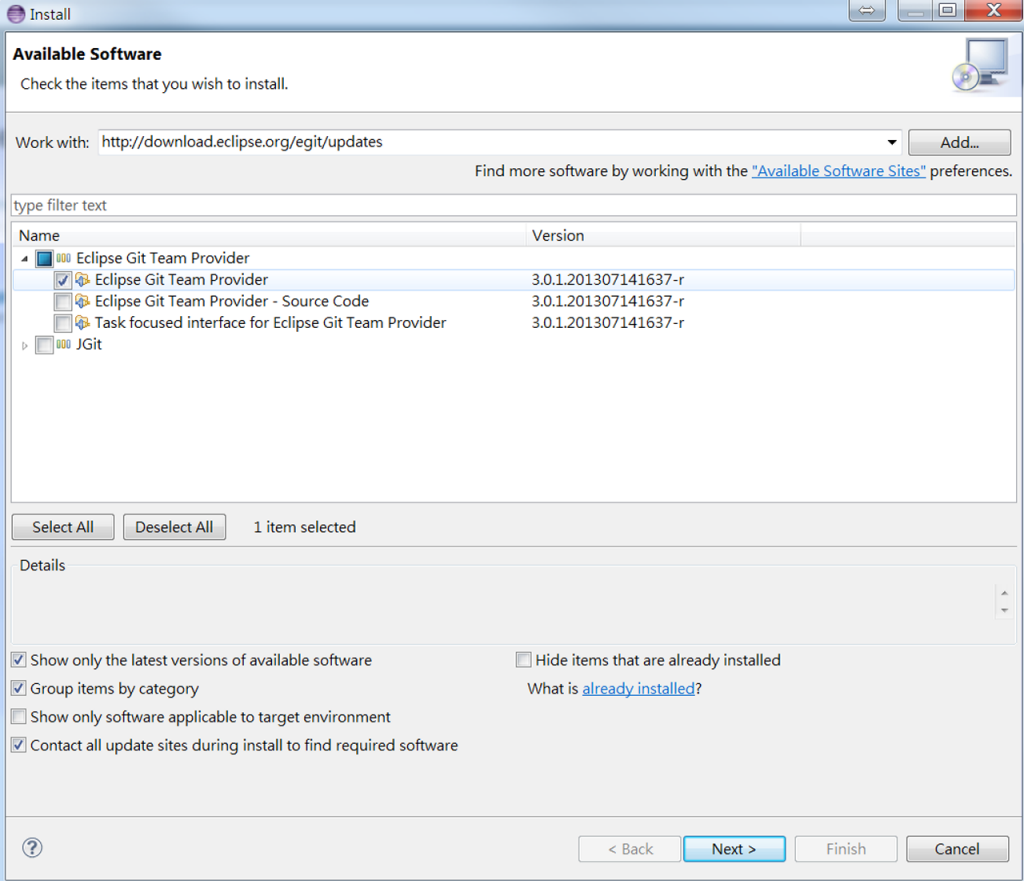 Install
Available Software
Check the items that you wish to install.
Work with: http://download.eclipse.org/egit/updates Add...
Find more software by working with the "Available Software Sites" preferences.
type filter text
Name Version
Eclipse Git Team Provider
Eclipse Git Team Provider 3.0.1.201307141637-r
Eclipse Git Team Provider - Source Code 3.0.1.201307141637-r
Task focused interface for Eclipse Git Team Provider 3.0.1.201307141637-r
JGit
Select All Deselect All 1 item selected
Details
Show only the latest versions of available software Hide items that are already installed
Group items by category What is already installed?
Show only software applicable to target environment
Contact all update sites during install to find required software
? < Back Next > Finish Cancel